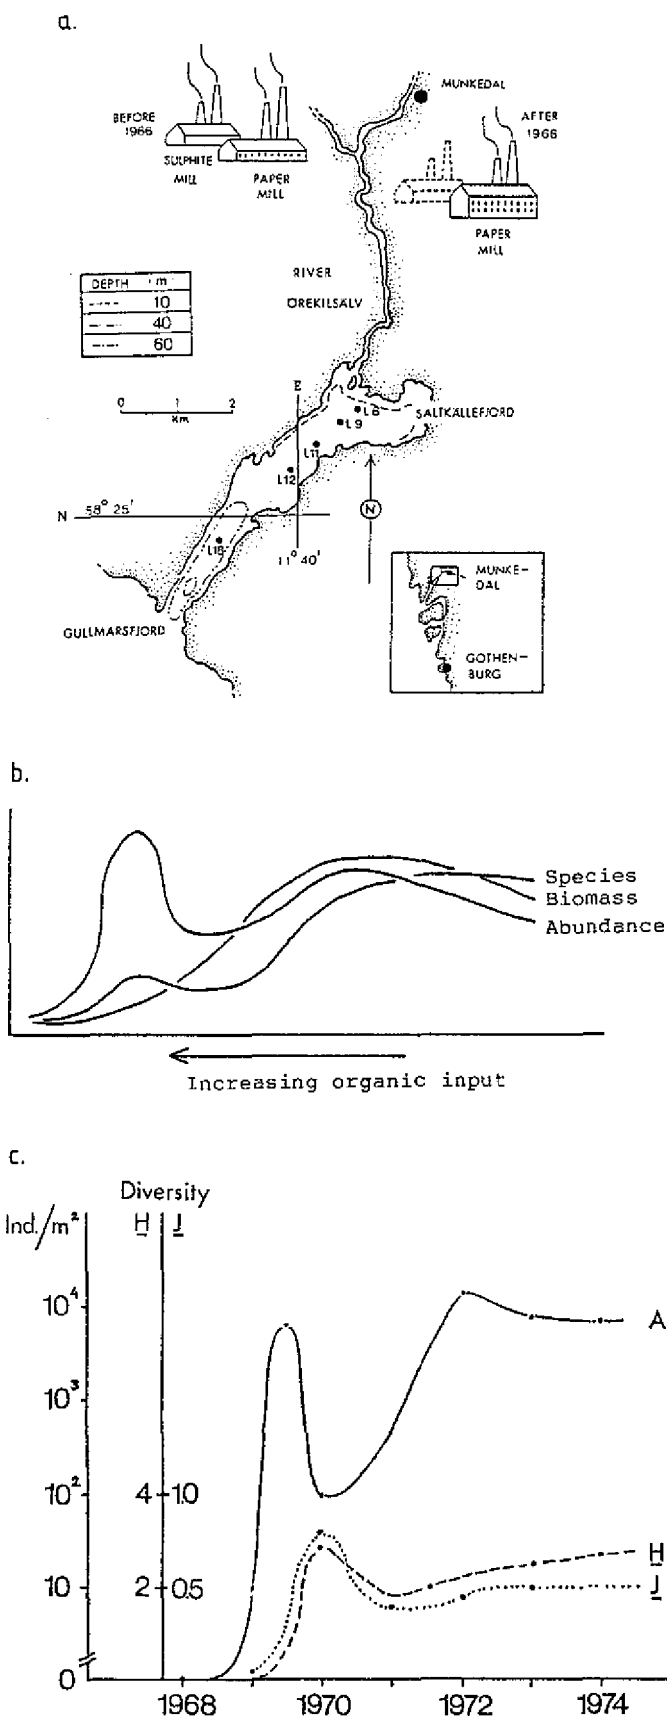 a.
MUNKEDAL
BEFORE
1966
SULPHITE
MILL
PAPER
MILL
AFTER
1966
PAPER
MILL
DEPTH m
10
40
60
RIVER
ÖREKILSÄLV
0 1 2
Km
E
L6
L9
L11
L12
L18
SALTKÄLLEFJORD
N 58° 25'
11° 40'
N
GULLMARSFJORD
MUNKE-
DAL
GOTHEN-
BURG
b.
Species
Biomass
Abundance
Increasing organic input
c.
Diversity
Ind./m² H J
10⁴
A
10³
10² 4 1.0
H
10 2 0.5
J
0
1968 1970 1972 1974